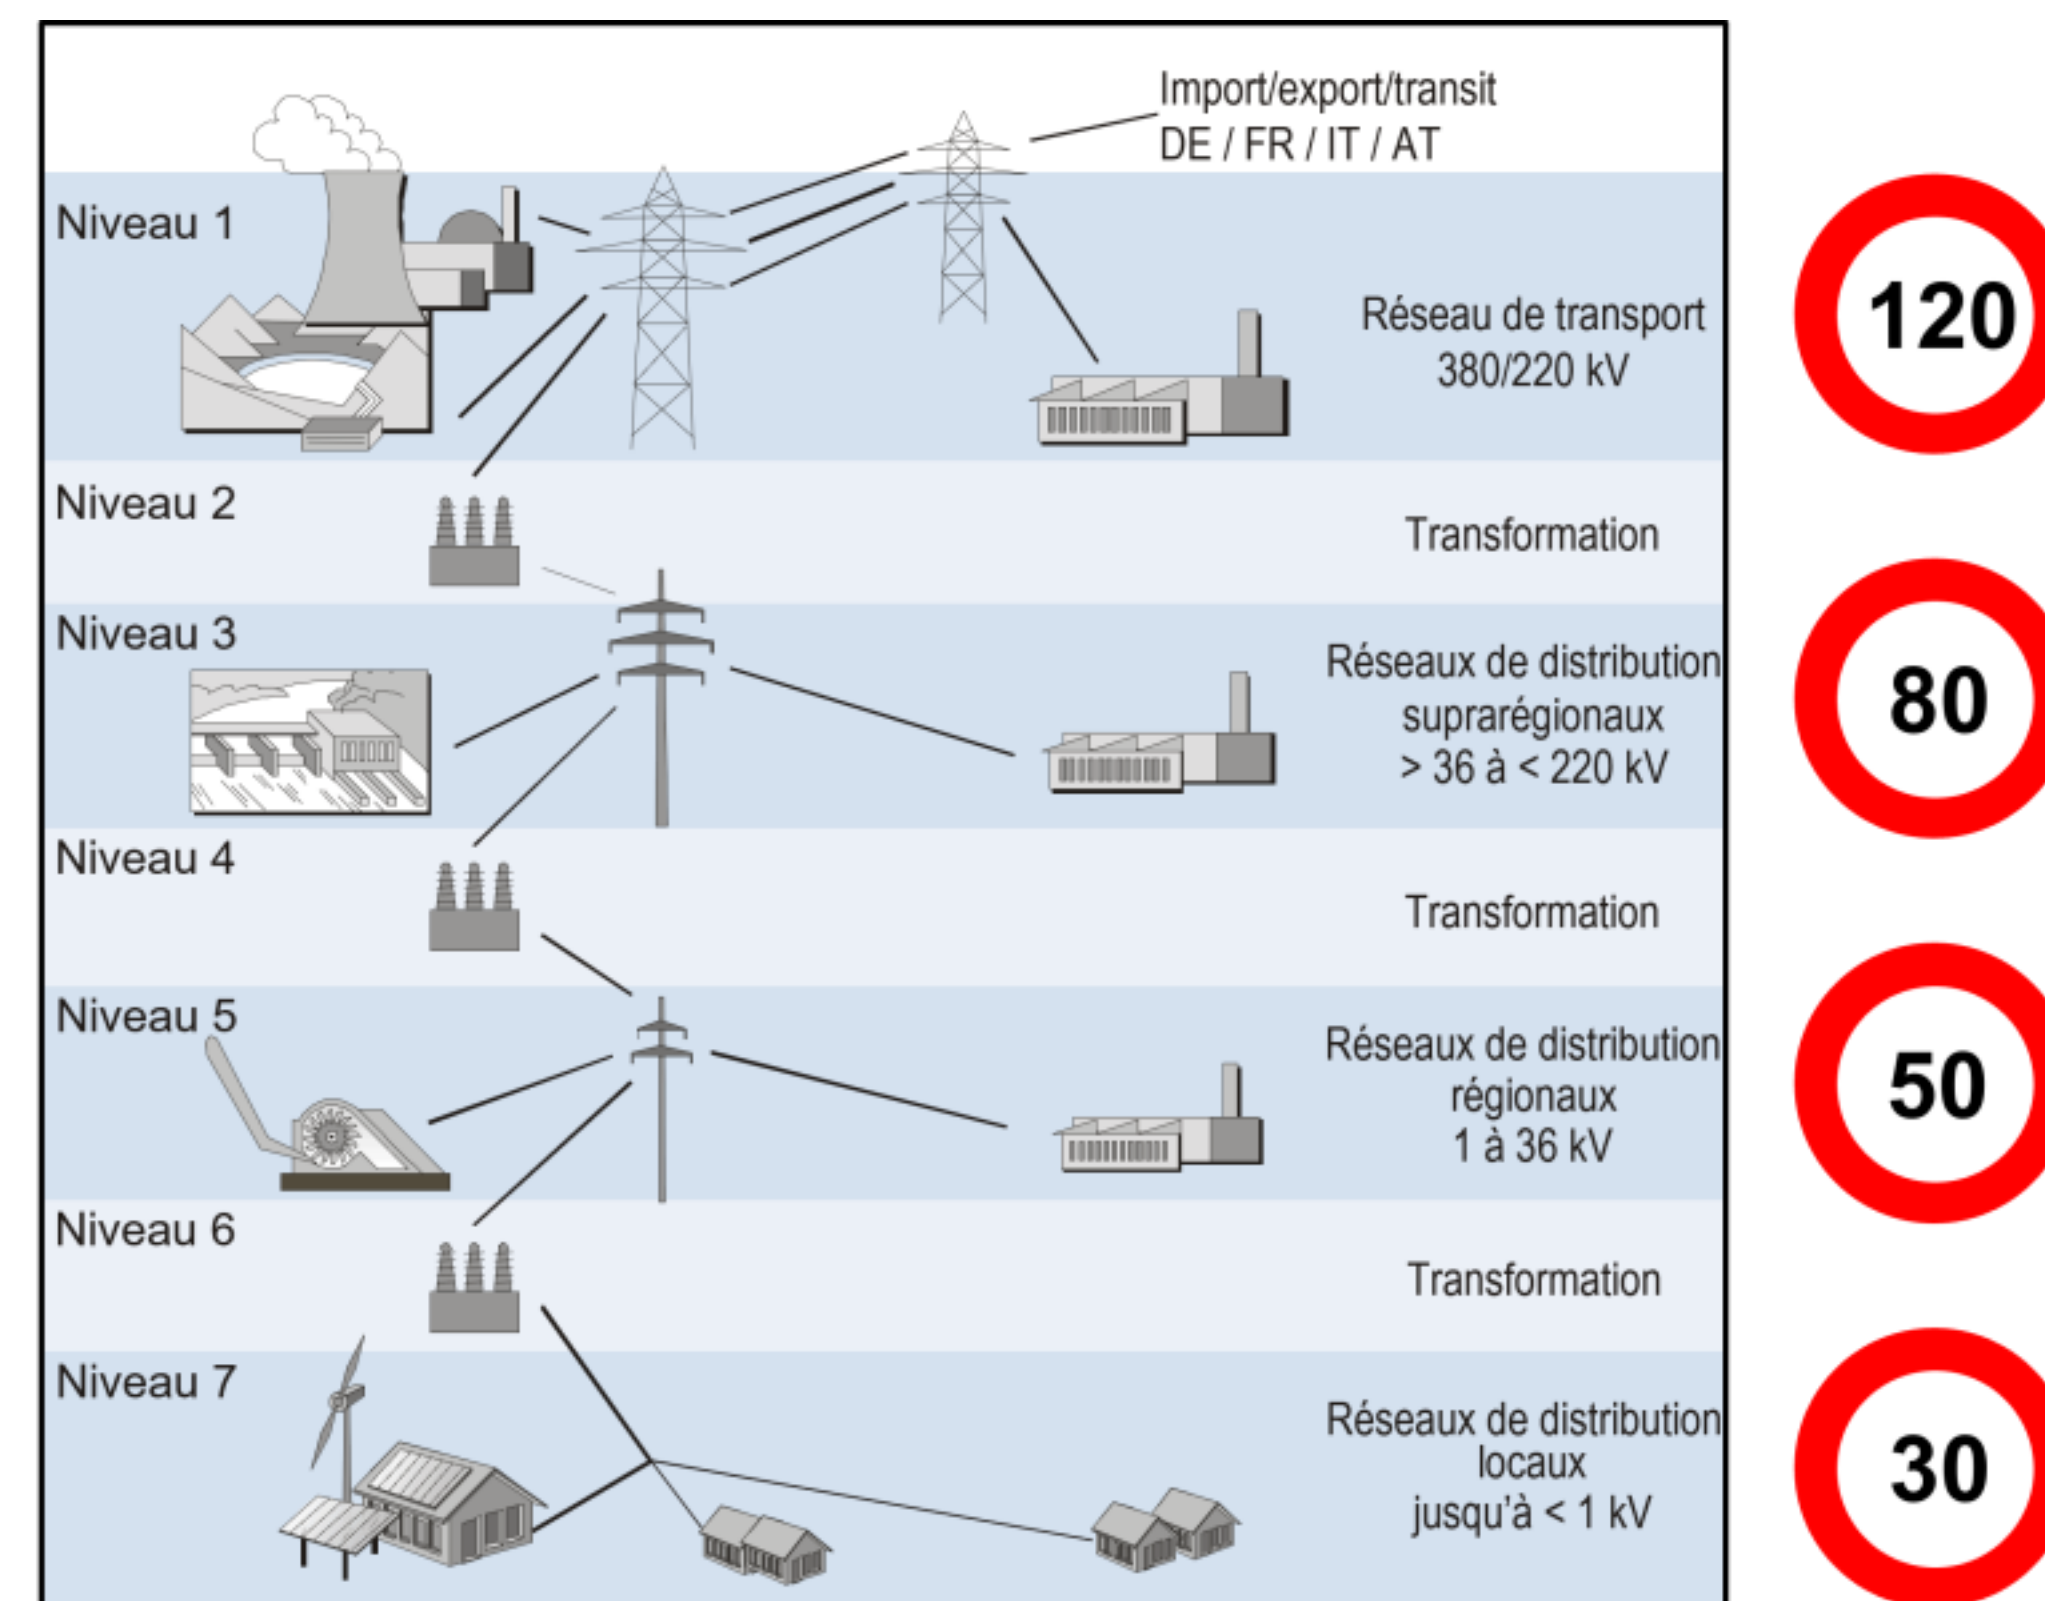 Import/export/transit
DE / FR / IT / AT
Niveau 1
Réseau de transport
380/220 kV
120
Niveau 2
Transformation
Niveau 3
Réseaux de distribution
suprarégionaux
> 36 à < 220 kV
80
Niveau 4
Transformation
Niveau 5
Réseaux de distribution
régionaux
1 à 36 kV
50
Niveau 6
Transformation
Niveau 7
Réseaux de distribution
locaux
jusqu'à < 1 kV
30